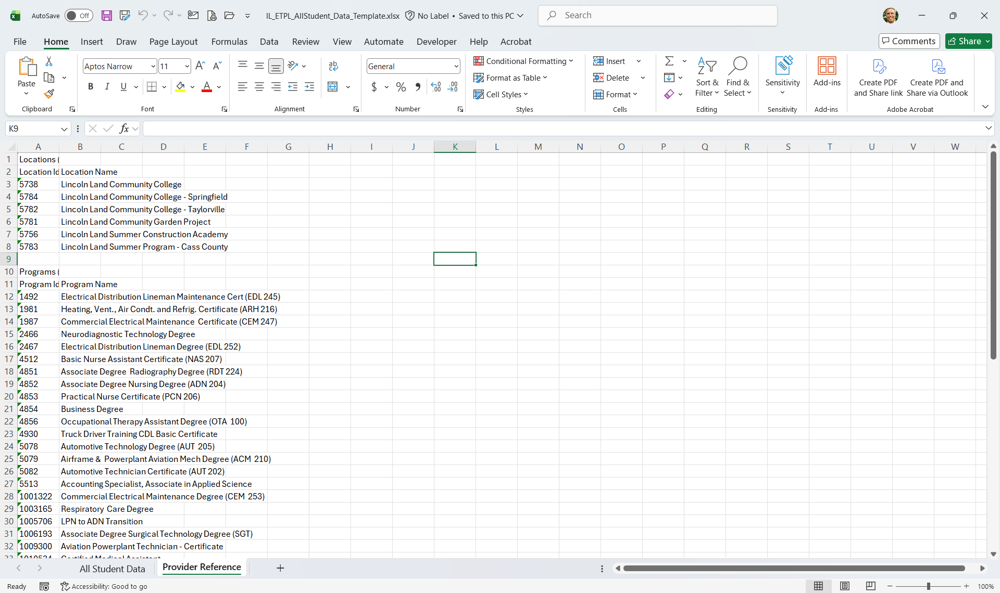 AutoSave Off IL_ETPL_AllStudent_Data_Template.xlsx No Label • Saved to this PC Search
File Home Insert Draw Page Layout Formulas Data Review View Automate Developer Help Acrobat Comments Share
Paste
Clipboard
Aptos Narrow 11
Font
Alignment
General
Number
Conditional Formatting
Format as Table
Cell Styles
Styles
Insert
Delete
Format
Cells
Sort & Filter
Find & Select
Editing
Sensitivity
Sensitivity
Add-ins
Add-ins
Create PDF and Share link
Create PDF and Share via Outlook
Adobe Acrobat
K9 fx
A B C D E F G H I J K L M N O P Q R S T U V W
1 Locations (
2 Location Id Location Name
3 5738 Lincoln Land Community College
4 5784 Lincoln Land Community College - Springfield
5 5782 Lincoln Land Community College - Taylorville
6 5781 Lincoln Land Community Garden Project
7 5756 Lincoln Land Summer Construction Academy
8 5783 Lincoln Land Summer Program - Cass County
9
10 Programs (
11 Program Id Program Name
12 1492 Electrical Distribution Lineman Maintenance Cert (EDL 245)
13 1981 Heating, Vent., Air Condt. and Refrig. Certificate (ARH 216)
14 1987 Commercial Electrical Maintenance Certificate (CEM 247)
15 2466 Neurodiagnostic Technology Degree
16 2467 Electrical Distribution Lineman Degree (EDL 252)
17 4512 Basic Nurse Assistant Certificate (NAS 207)
18 4851 Associate Degree Radiography Degree (RDT 224)
19 4852 Associate Degree Nursing Degree (ADN 204)
20 4853 Practical Nurse Certificate (PCN 206)
21 4854 Business Degree
22 4856 Occupational Therapy Assistant Degree (OTA 100)
23 4930 Truck Driver Training CDL Basic Certificate
24 5078 Automotive Technology Degree (AUT 205)
25 5079 Airframe & Powerplant Aviation Mech Degree (ACM 210)
26 5082 Automotive Technician Certificate (AUT 202)
27 5513 Accounting Specialist, Associate in Applied Science
28 1001322 Commercial Electrical Maintenance Degree (CEM 253)
29 1003165 Respiratory Care Degree
30 1005706 LPN to ADN Transition
31 1006193 Associate Degree Surgical Technology Degree (SGT)
32 1009300 Aviation Powerplant Technician - Certificate
All Student Data Provider Reference
Ready Accessibility: Good to go 100%